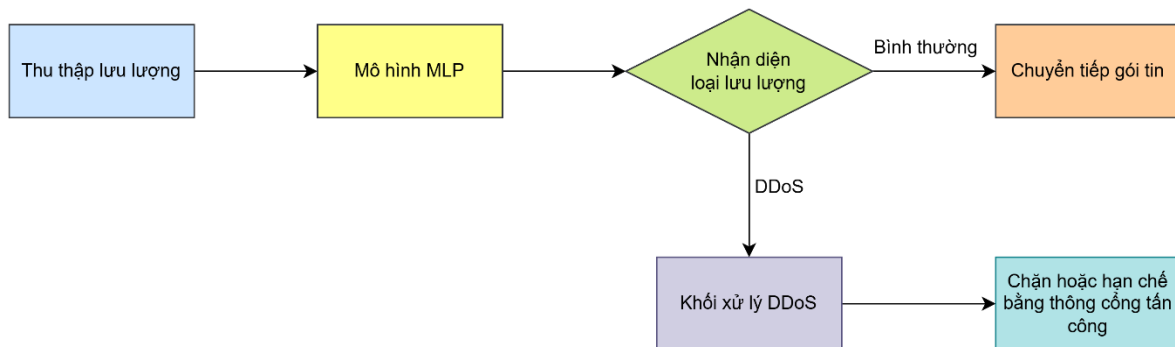 Thu thập lưu lượng
Mô hình MLP
Nhận diện
loại lưu lượng
Bình thường
Chuyển tiếp gói tin
DDoS
Khối xử lý DDoS
Chặn hoặc hạn chế
bằng thông cổng tấn
công